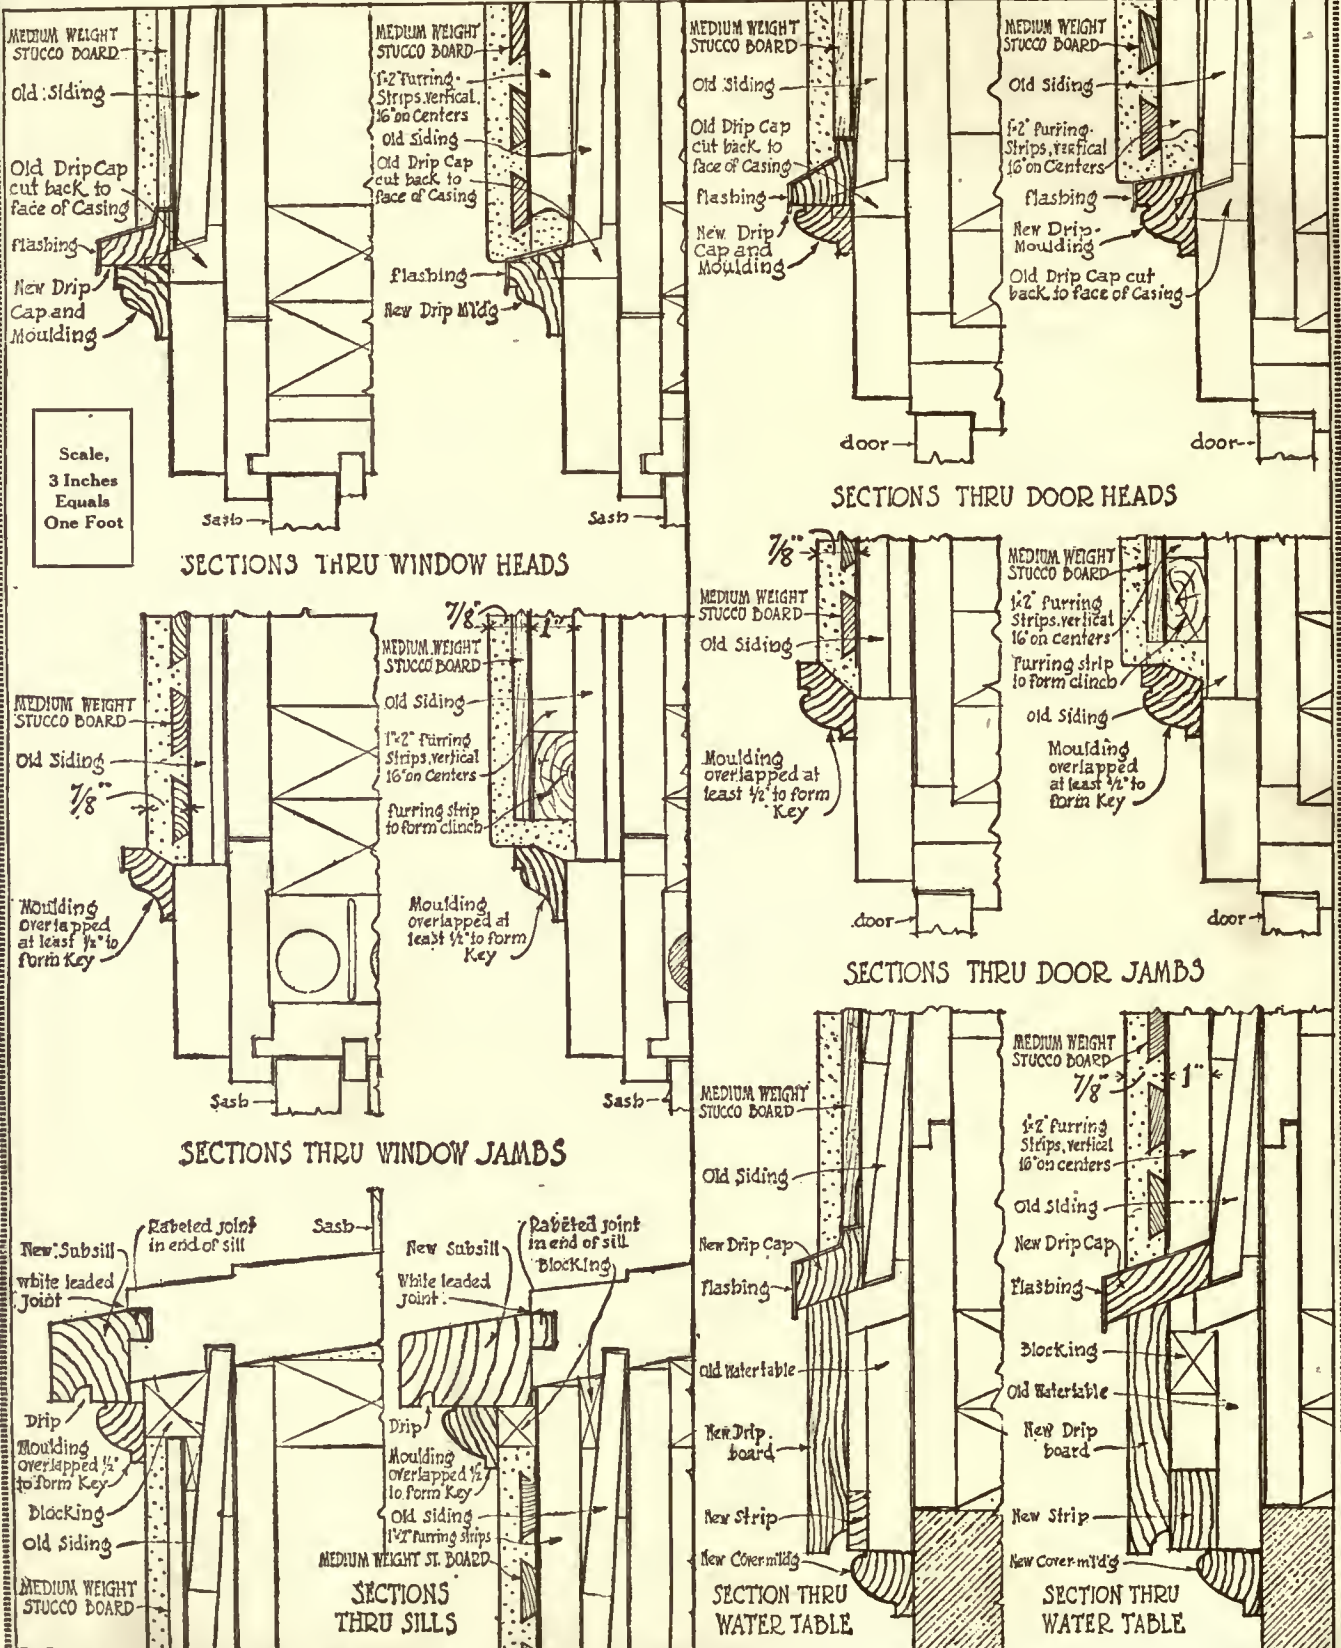 MEDIUM WEIGHT
STUCCO BOARD
Old Siding
Old Drip Cap
cut back to
face of Casing
flashing
New Drip
Cap and
Moulding
MEDIUM WEIGHT
STUCCO BOARD
1×2" furring
Strips, vertical,
16" on Centers
Old Siding
Old Drip Cap
cut back to
face of Casing
flashing
New Drip Ml'dg
Scale,
3 Inches
Equals
One Foot
Sash
Sash
SECTIONS THRU WINDOW HEADS
MEDIUM WEIGHT
STUCCO BOARD
Old Siding
Old Drip Cap
cut back to
face of Casing
flashing
New Drip
Cap and
Moulding
door
MEDIUM WEIGHT
STUCCO BOARD
Old Siding
1×2" furring
Strips, vertical
16" on Centers
flashing
New Drip
Moulding
Old Drip Cap cut
back to face of Casing
door
SECTIONS THRU DOOR HEADS
MEDIUM WEIGHT
STUCCO BOARD
Old Siding
7/8"
Moulding
overlapped
at least 1/2" to
form Key
Sash
7/8" 1"
MEDIUM WEIGHT
STUCCO BOARD
Old Siding
1"×2" furring
Strips, vertical
16" on Centers
furring strip
to form clinch
Moulding
overlapped at
least 1/2" to form
Key
Sash
SECTIONS THRU WINDOW JAMBS
7/8"
MEDIUM WEIGHT
STUCCO BOARD
Old Siding
Moulding
overlapped at
least 1/2" to form
Key
door
MEDIUM WEIGHT
STUCCO BOARD
1×2" furring
Strips, vertical
16" on centers
Furring strip
to form clinch
old Siding
Moulding
overlapped
at least 1/2" to
form Key
door
SECTIONS THRU DOOR JAMBS
Rabeted joint
in end of sill
Sash
New Subsill
white leaded
Joint
Drip
Moulding
overlapped 1/2"
to form Key
Blocking
Old Siding
MEDIUM WEIGHT
STUCCO BOARD
Rabeted joint
in end of sill
Blocking
New Subsill
White leaded
joint
Drip
Moulding
overlapped 1/2
to form Key
Old siding
1"×2" furring strips
MEDIUM WEIGHT ST. BOARD
SECTIONS
THRU SILLS
MEDIUM WEIGHT
STUCCO BOARD
Old Siding
New Drip Cap
Flashing
Old Watertable
New Drip
board
New Strip
New Cover ml'dg
SECTION THRU
WATER TABLE
MEDIUM WEIGHT
STUCCO BOARD
7/8" 1"
1×2" furring
Strips, vertical
16" on centers
Old Siding
New Drip Cap
Flashing
Blocking
Old Watertable
New Drip
board
New Strip
New Cover ml'd'g
SECTION THRU
WATER TABLE